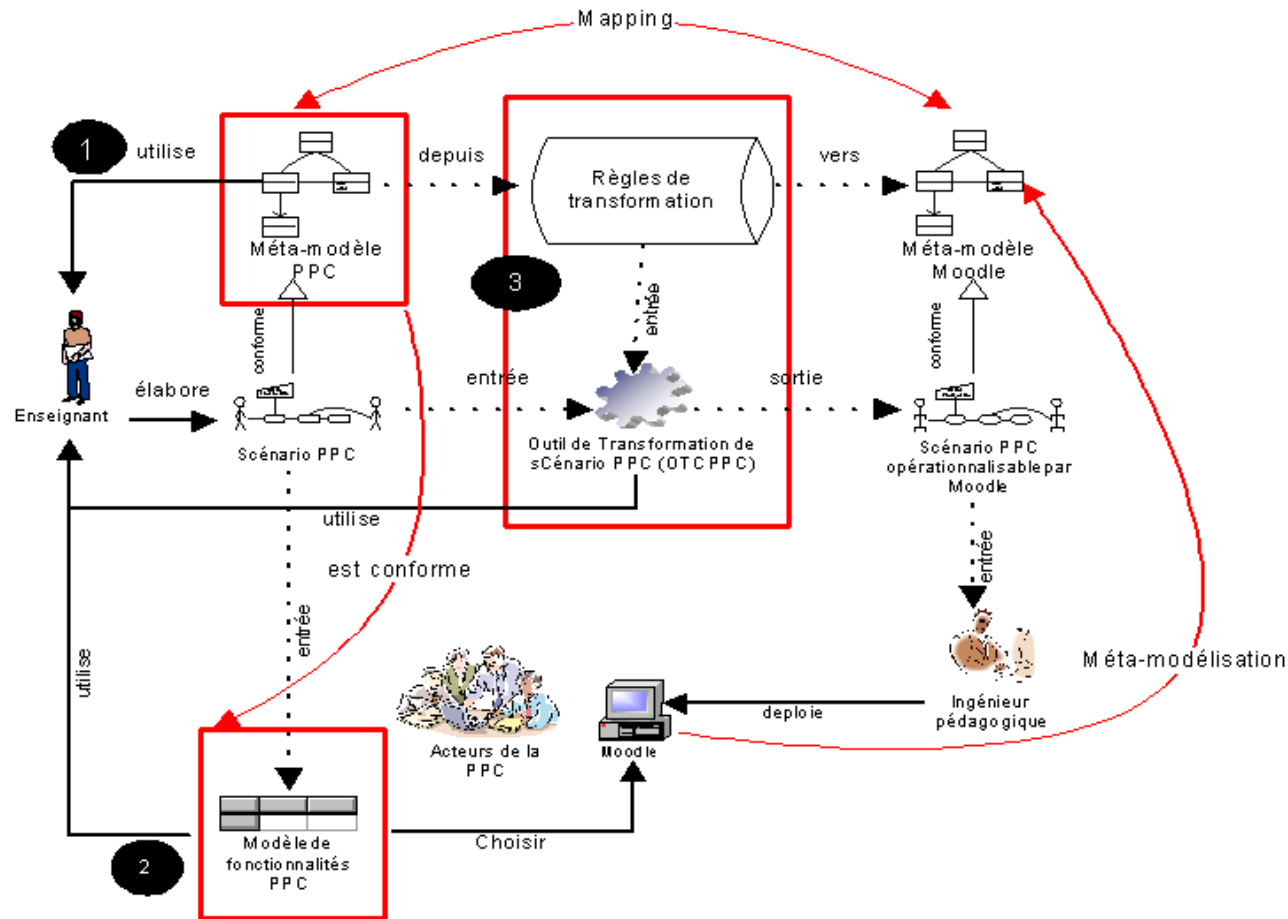 Mapping
1
utilise
depuis
vers
Règles de
transformation
Méta-modèle
PPC
Méta-modèle
Moodle
3
entrée
conforme
conforme
élabore
entrée
sortie
Enseignant
Scénario PPC
Outil de Transformation de
sCénario PPC (OTCPPC)
Scénario PPC
opérationnalisable par
Moodle
utilise
est conforme
entrée
entrée
utilise
Méta-modélisation
Ingénieur
pédagogique
deploie
Acteurs de la
PPC
Moodle
Choisir
Modèle de
fonctionnalités
PPC
2